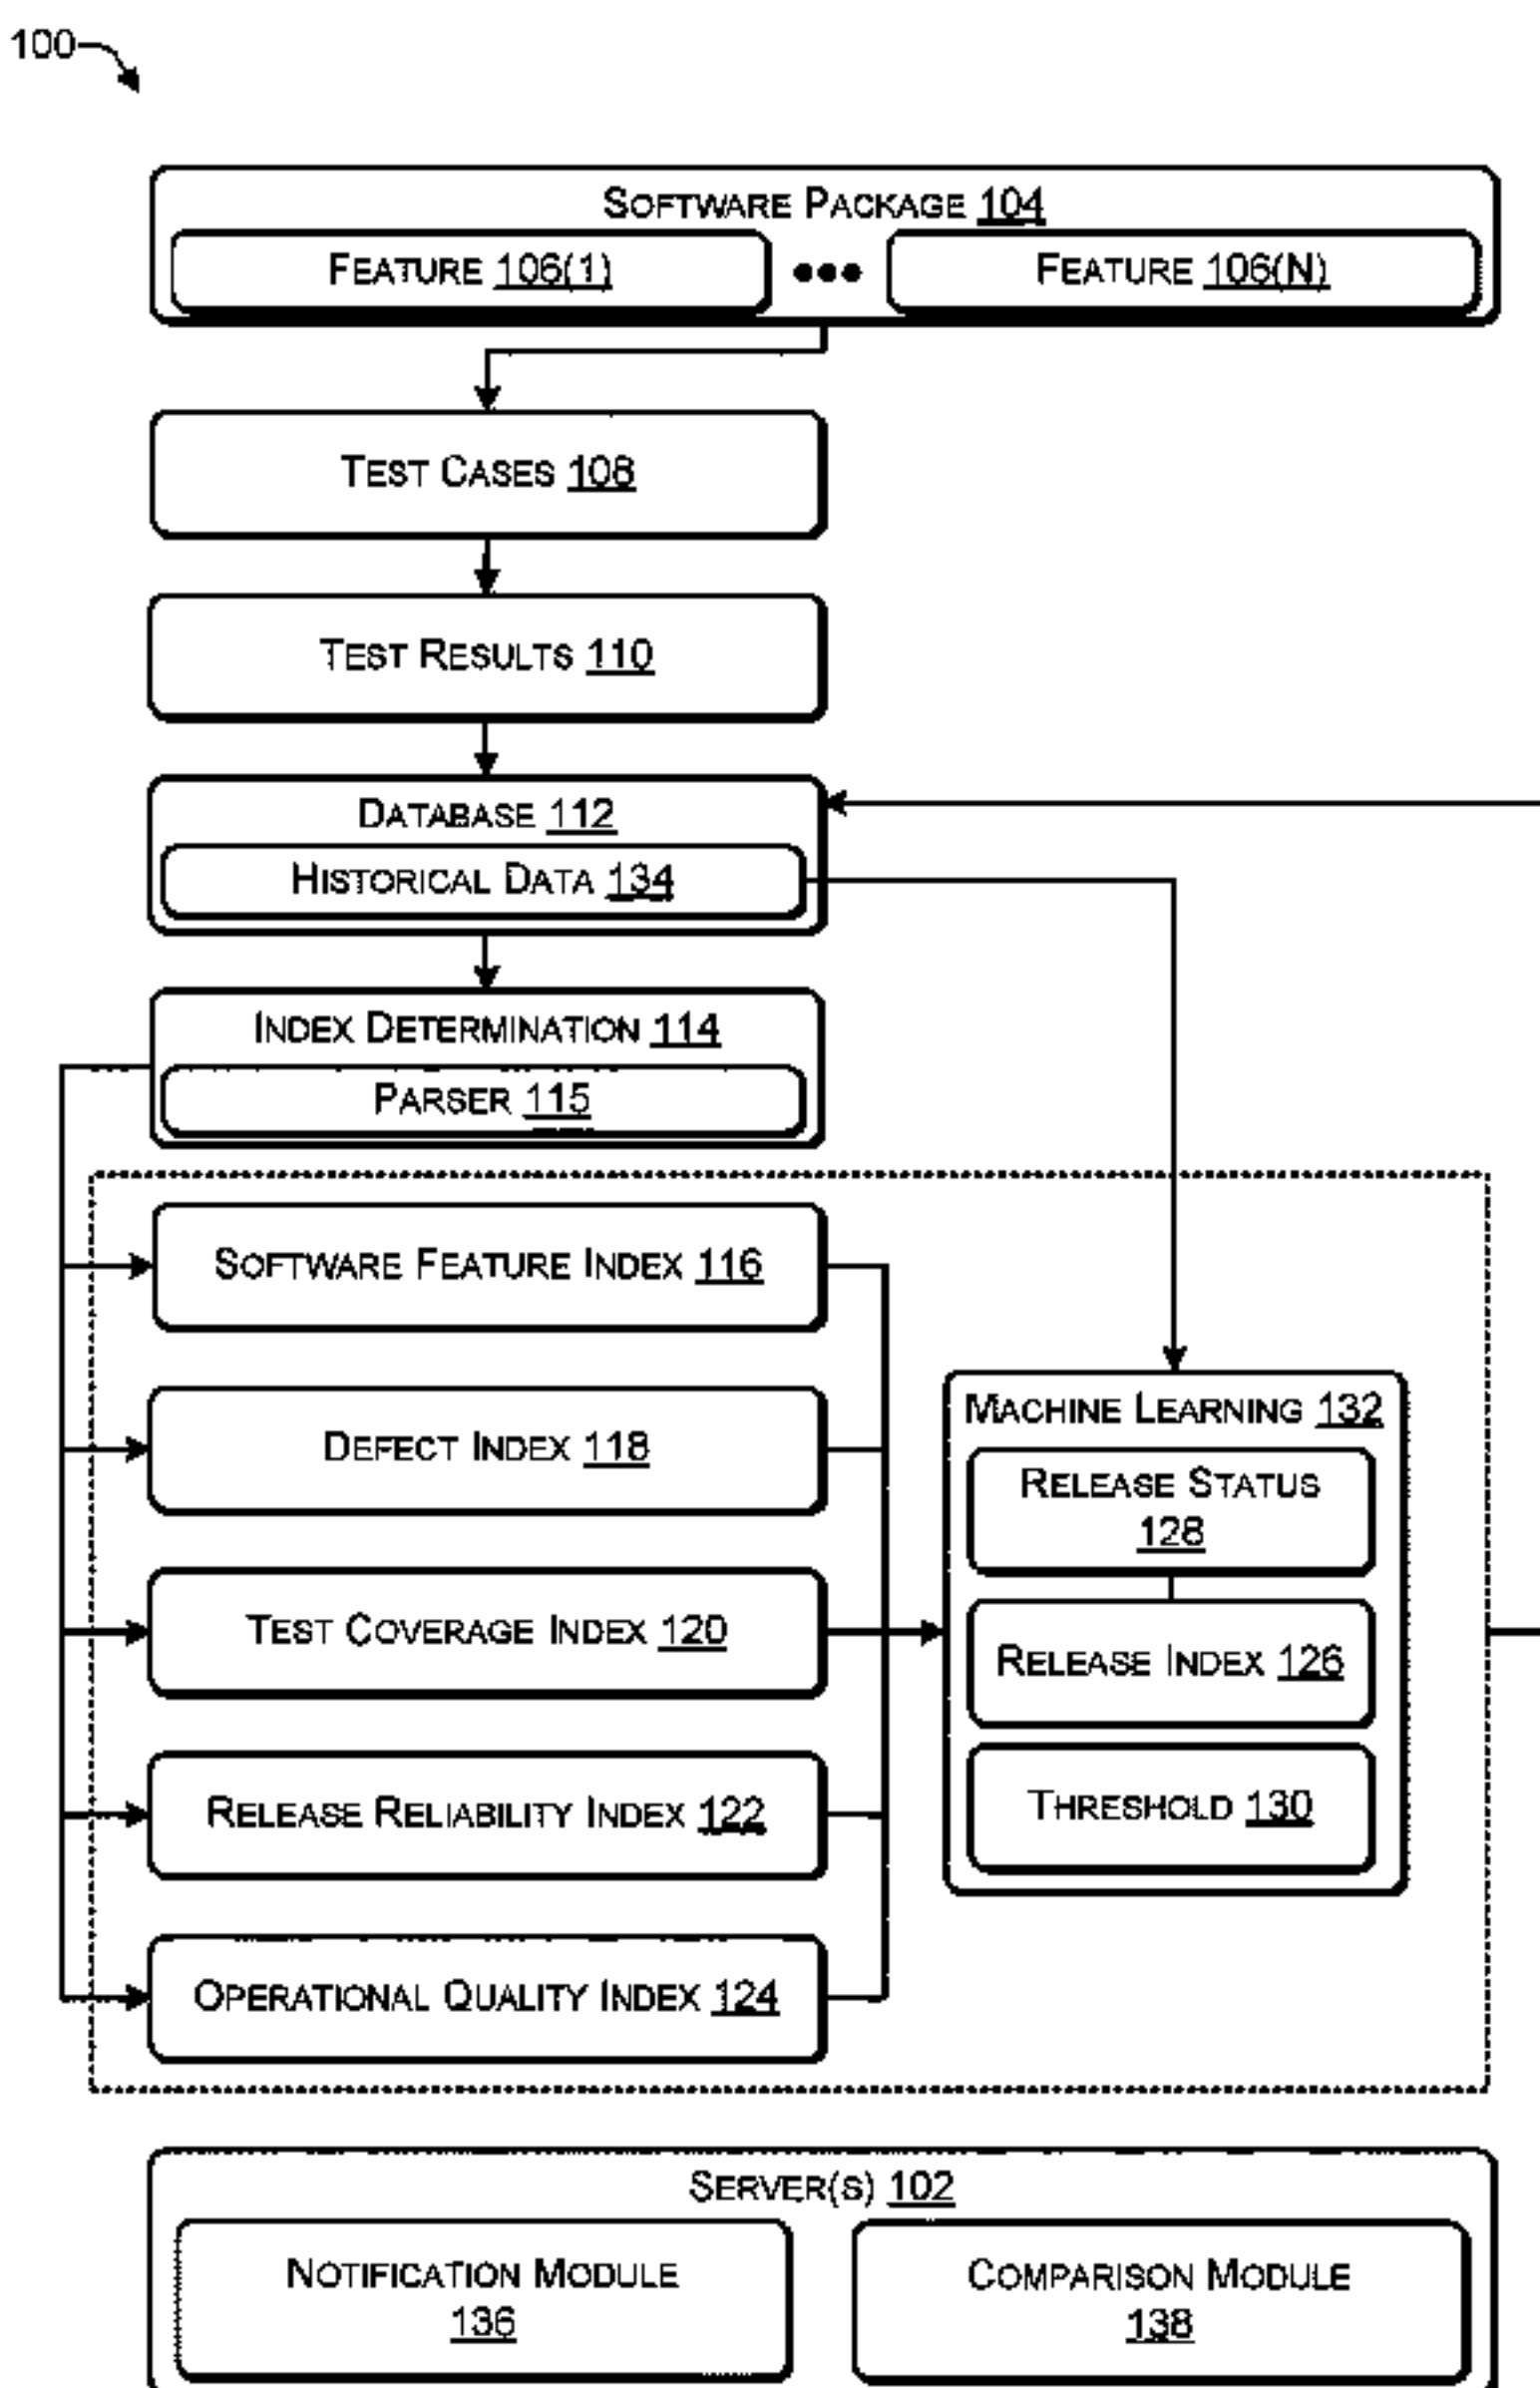 100
SOFTWARE PACKAGE 104
FEATURE 106(1) ••• FEATURE 106(N)
TEST CASES 108
TEST RESULTS 110
DATABASE 112
HISTORICAL DATA 134
INDEX DETERMINATION 114
PARSER 115
SOFTWARE FEATURE INDEX 116
DEFECT INDEX 118
TEST COVERAGE INDEX 120
RELEASE RELIABILITY INDEX 122
OPERATIONAL QUALITY INDEX 124
MACHINE LEARNING 132
RELEASE STATUS
128
RELEASE INDEX 126
THRESHOLD 130
SERVER(S) 102
NOTIFICATION MODULE
136
COMPARISON MODULE
138